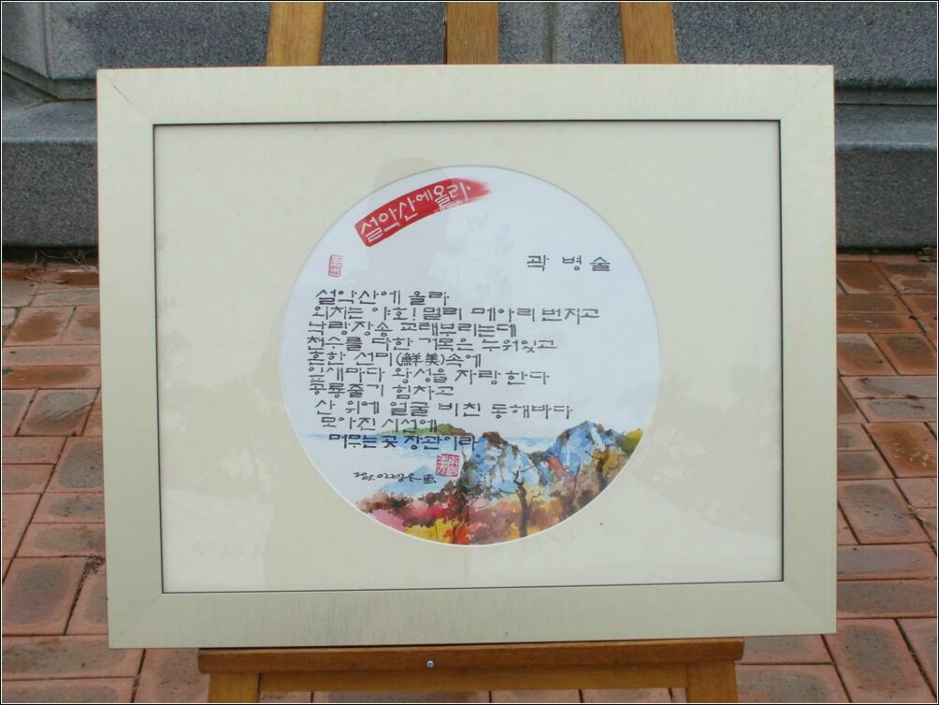 설악산에올라
곽 병 술
설악산에 올라
외치는 야호! 멀리 메아리 번지고
낙랑장송 교태부리는데
천수를 다한 거목은 누워있고
흔한 선미(鮮美)속에
잎새마다 왕성을 자랑한다
공룡줄기 힘차고
산 위에 얼굴 비친 동해바다
모아진 시선에
머무는 곳 장관이라